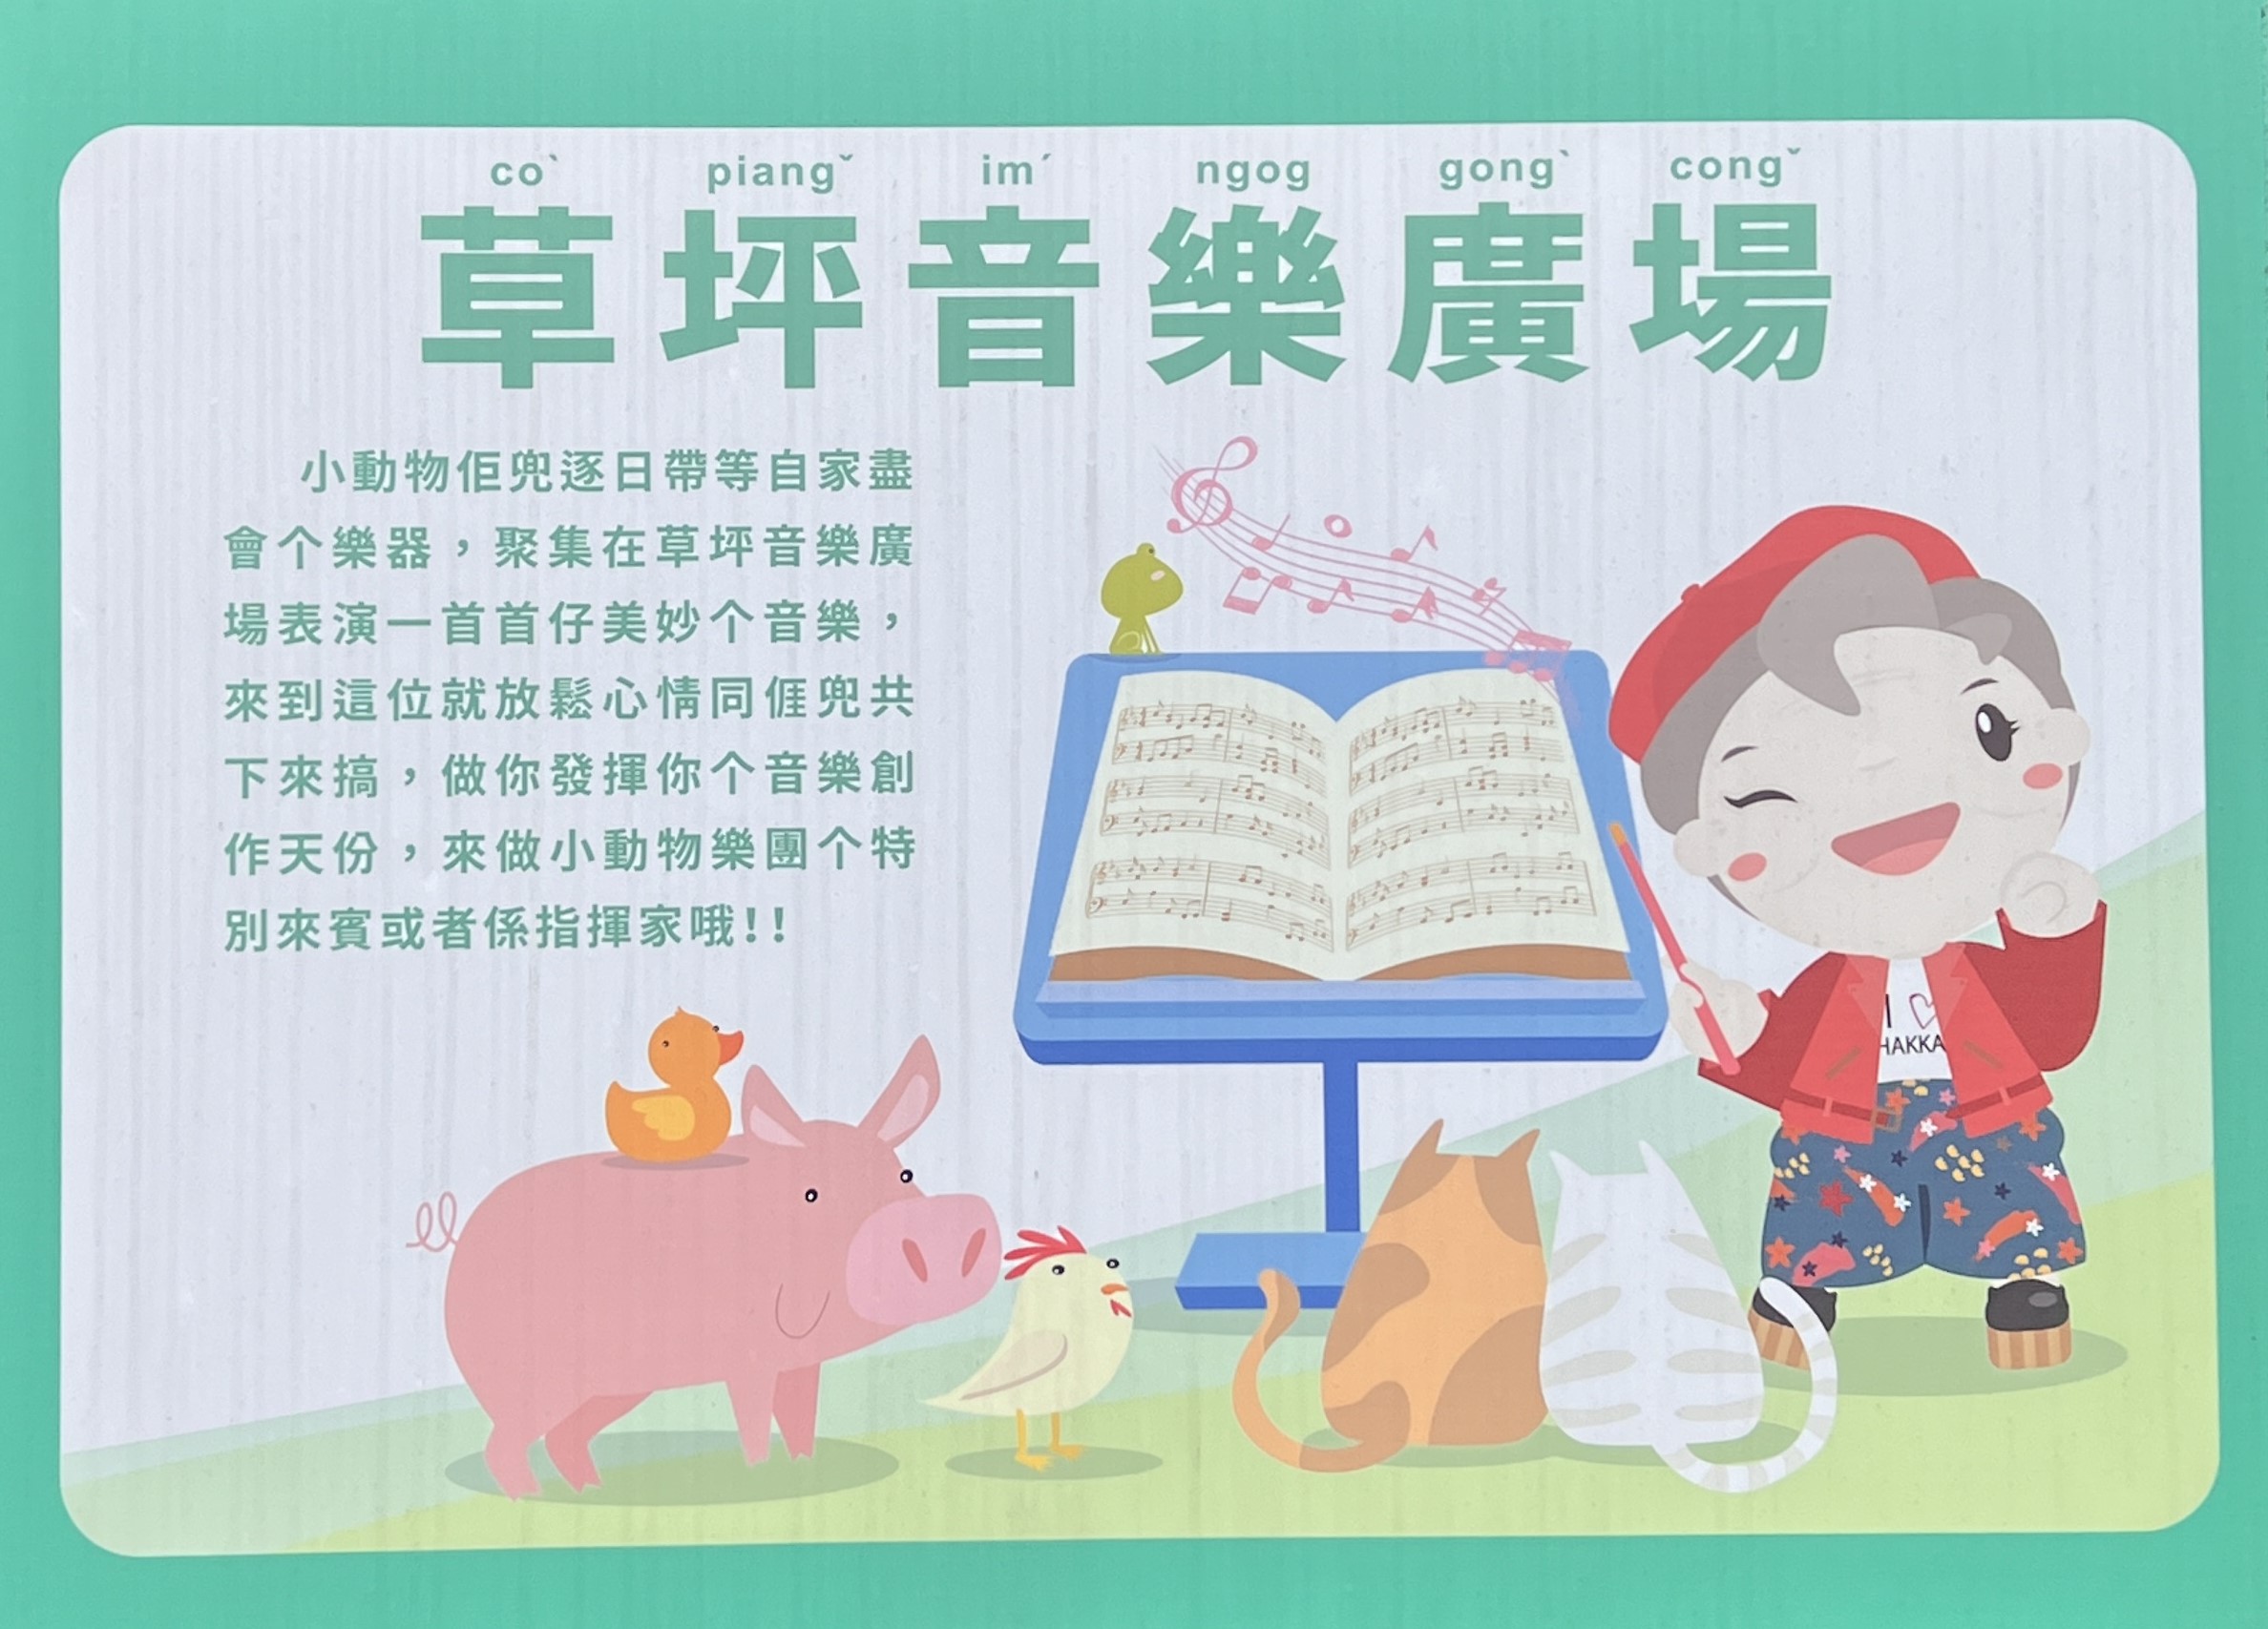 coˋ piangˇ imˊ ngog gongˋ congˇ
草坪音樂廣場
小動物佢兜逐日帶等自家盡
會个樂器，聚集在草坪音樂廣
場表演一首首仔美妙个音樂，
來到這位就放鬆心情同𠊎兜共
下來搞，做你發揮你个音樂創
作天份，來做小動物樂團个特
別來賓或者係指揮家哦!!
I ♡
HAKKA